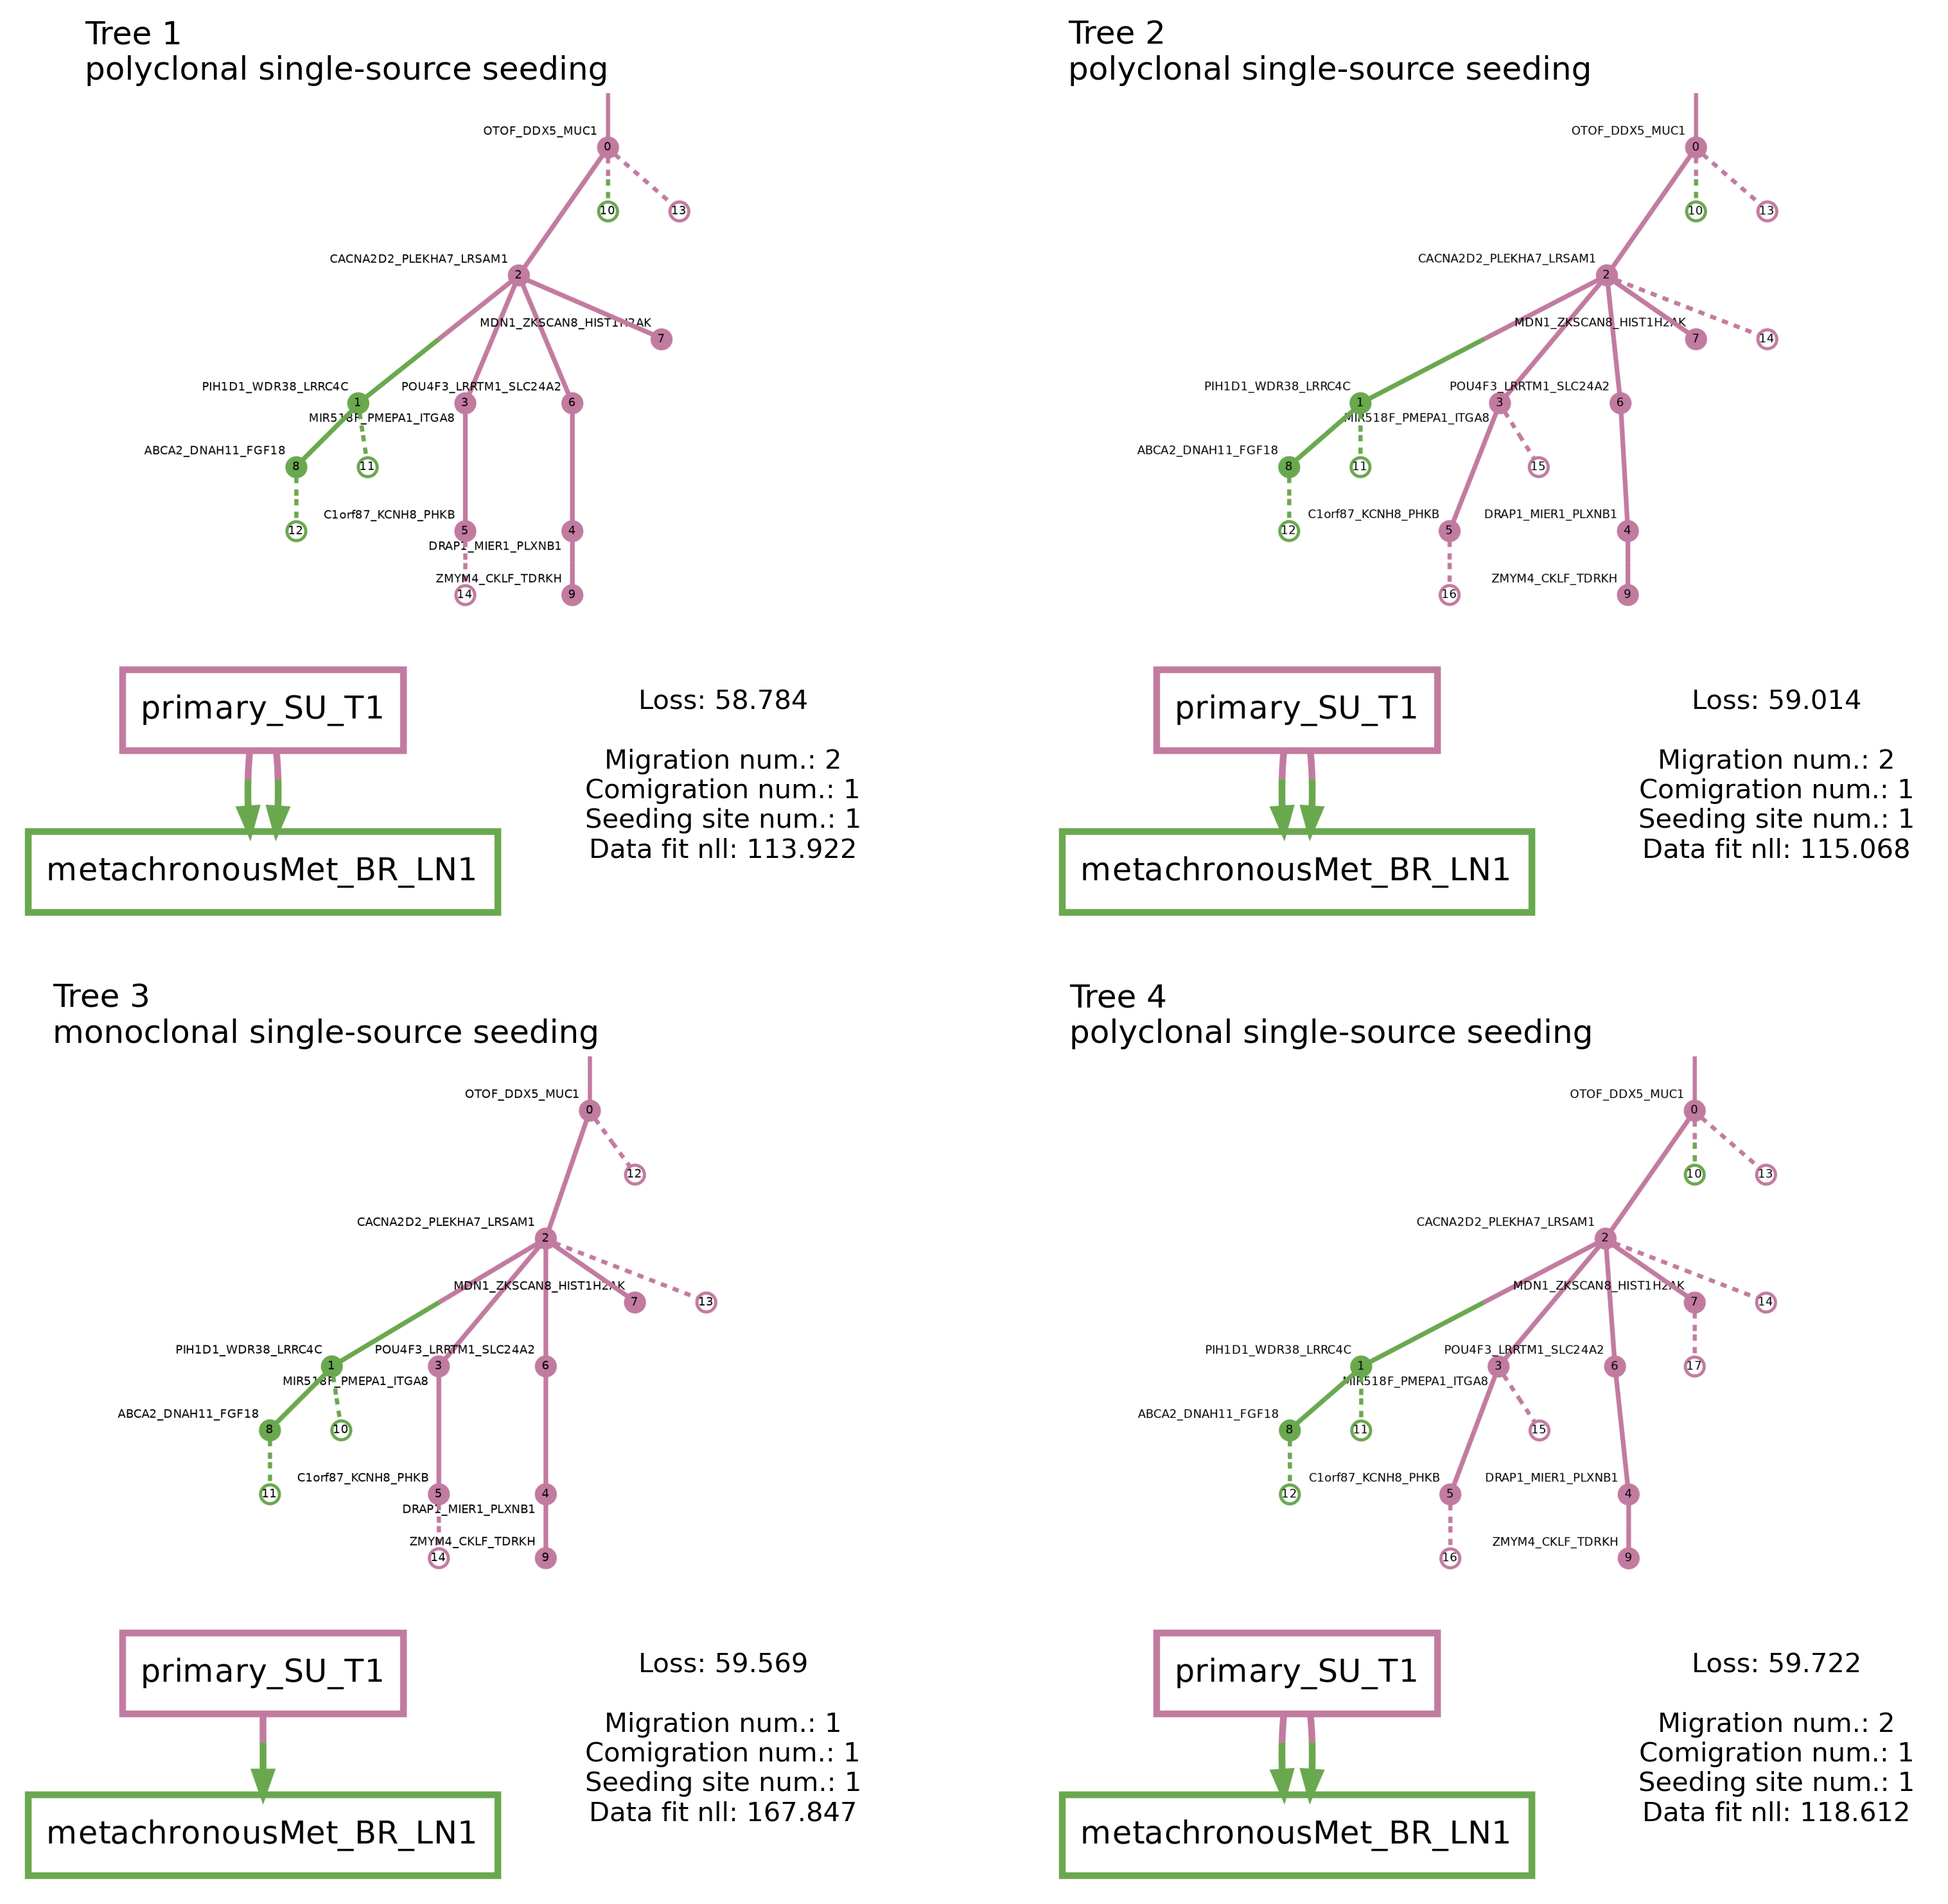 Tree 1
polyclonal single-source seeding
OTOF_DDX5_MUC1
0
10
13
CACNA2D2_PLEKHA7_LRSAM1
2
MDN1_ZKSCAN8_HIST1H2AK
7
PIH1D1_WDR38_LRRC4C
POU4F3_LRRTM1_SLC24A2
1
3
6
MIR518F_PMEPA1_ITGA8
ABCA2_DNAH11_FGF18
8
11
C1orf87_KCNH8_PHKB
12
5
4
DRAP1_MIER1_PLXNB1
ZMYM4_CKLF_TDRKH
14
9
primary_SU_T1
metachronousMet_BR_LN1
Loss: 58.784
Migration num.: 2
Comigration num.: 1
Seeding site num.: 1
Data fit nll: 113.922
Tree 2
polyclonal single-source seeding
OTOF_DDX5_MUC1
0
10
13
CACNA2D2_PLEKHA7_LRSAM1
2
MDN1_ZKSCAN8_HIST1H2AK
7
14
PIH1D1_WDR38_LRRC4C
POU4F3_LRRTM1_SLC24A2
1
3
6
MIR518F_PMEPA1_ITGA8
ABCA2_DNAH11_FGF18
8
11
15
C1orf87_KCNH8_PHKB
DRAP1_MIER1_PLXNB1
12
5
4
ZMYM4_CKLF_TDRKH
16
9
primary_SU_T1
metachronousMet_BR_LN1
Loss: 59.014
Migration num.: 2
Comigration num.: 1
Seeding site num.: 1
Data fit nll: 115.068
Tree 3
monoclonal single-source seeding
OTOF_DDX5_MUC1
0
12
CACNA2D2_PLEKHA7_LRSAM1
2
MDN1_ZKSCAN8_HIST1H2AK
7
13
PIH1D1_WDR38_LRRC4C
POU4F3_LRRTM1_SLC24A2
1
3
6
MIR518F_PMEPA1_ITGA8
ABCA2_DNAH11_FGF18
8
10
C1orf87_KCNH8_PHKB
11
5
4
DRAP1_MIER1_PLXNB1
ZMYM4_CKLF_TDRKH
14
9
primary_SU_T1
metachronousMet_BR_LN1
Loss: 59.569
Migration num.: 1
Comigration num.: 1
Seeding site num.: 1
Data fit nll: 167.847
Tree 4
polyclonal single-source seeding
OTOF_DDX5_MUC1
0
10
13
CACNA2D2_PLEKHA7_LRSAM1
2
MDN1_ZKSCAN8_HIST1H2AK
7
14
PIH1D1_WDR38_LRRC4C
POU4F3_LRRTM1_SLC24A2
1
3
6
17
MIR518F_PMEPA1_ITGA8
ABCA2_DNAH11_FGF18
8
11
15
C1orf87_KCNH8_PHKB
DRAP1_MIER1_PLXNB1
12
5
4
ZMYM4_CKLF_TDRKH
16
9
primary_SU_T1
metachronousMet_BR_LN1
Loss: 59.722
Migration num.: 2
Comigration num.: 1
Seeding site num.: 1
Data fit nll: 118.612